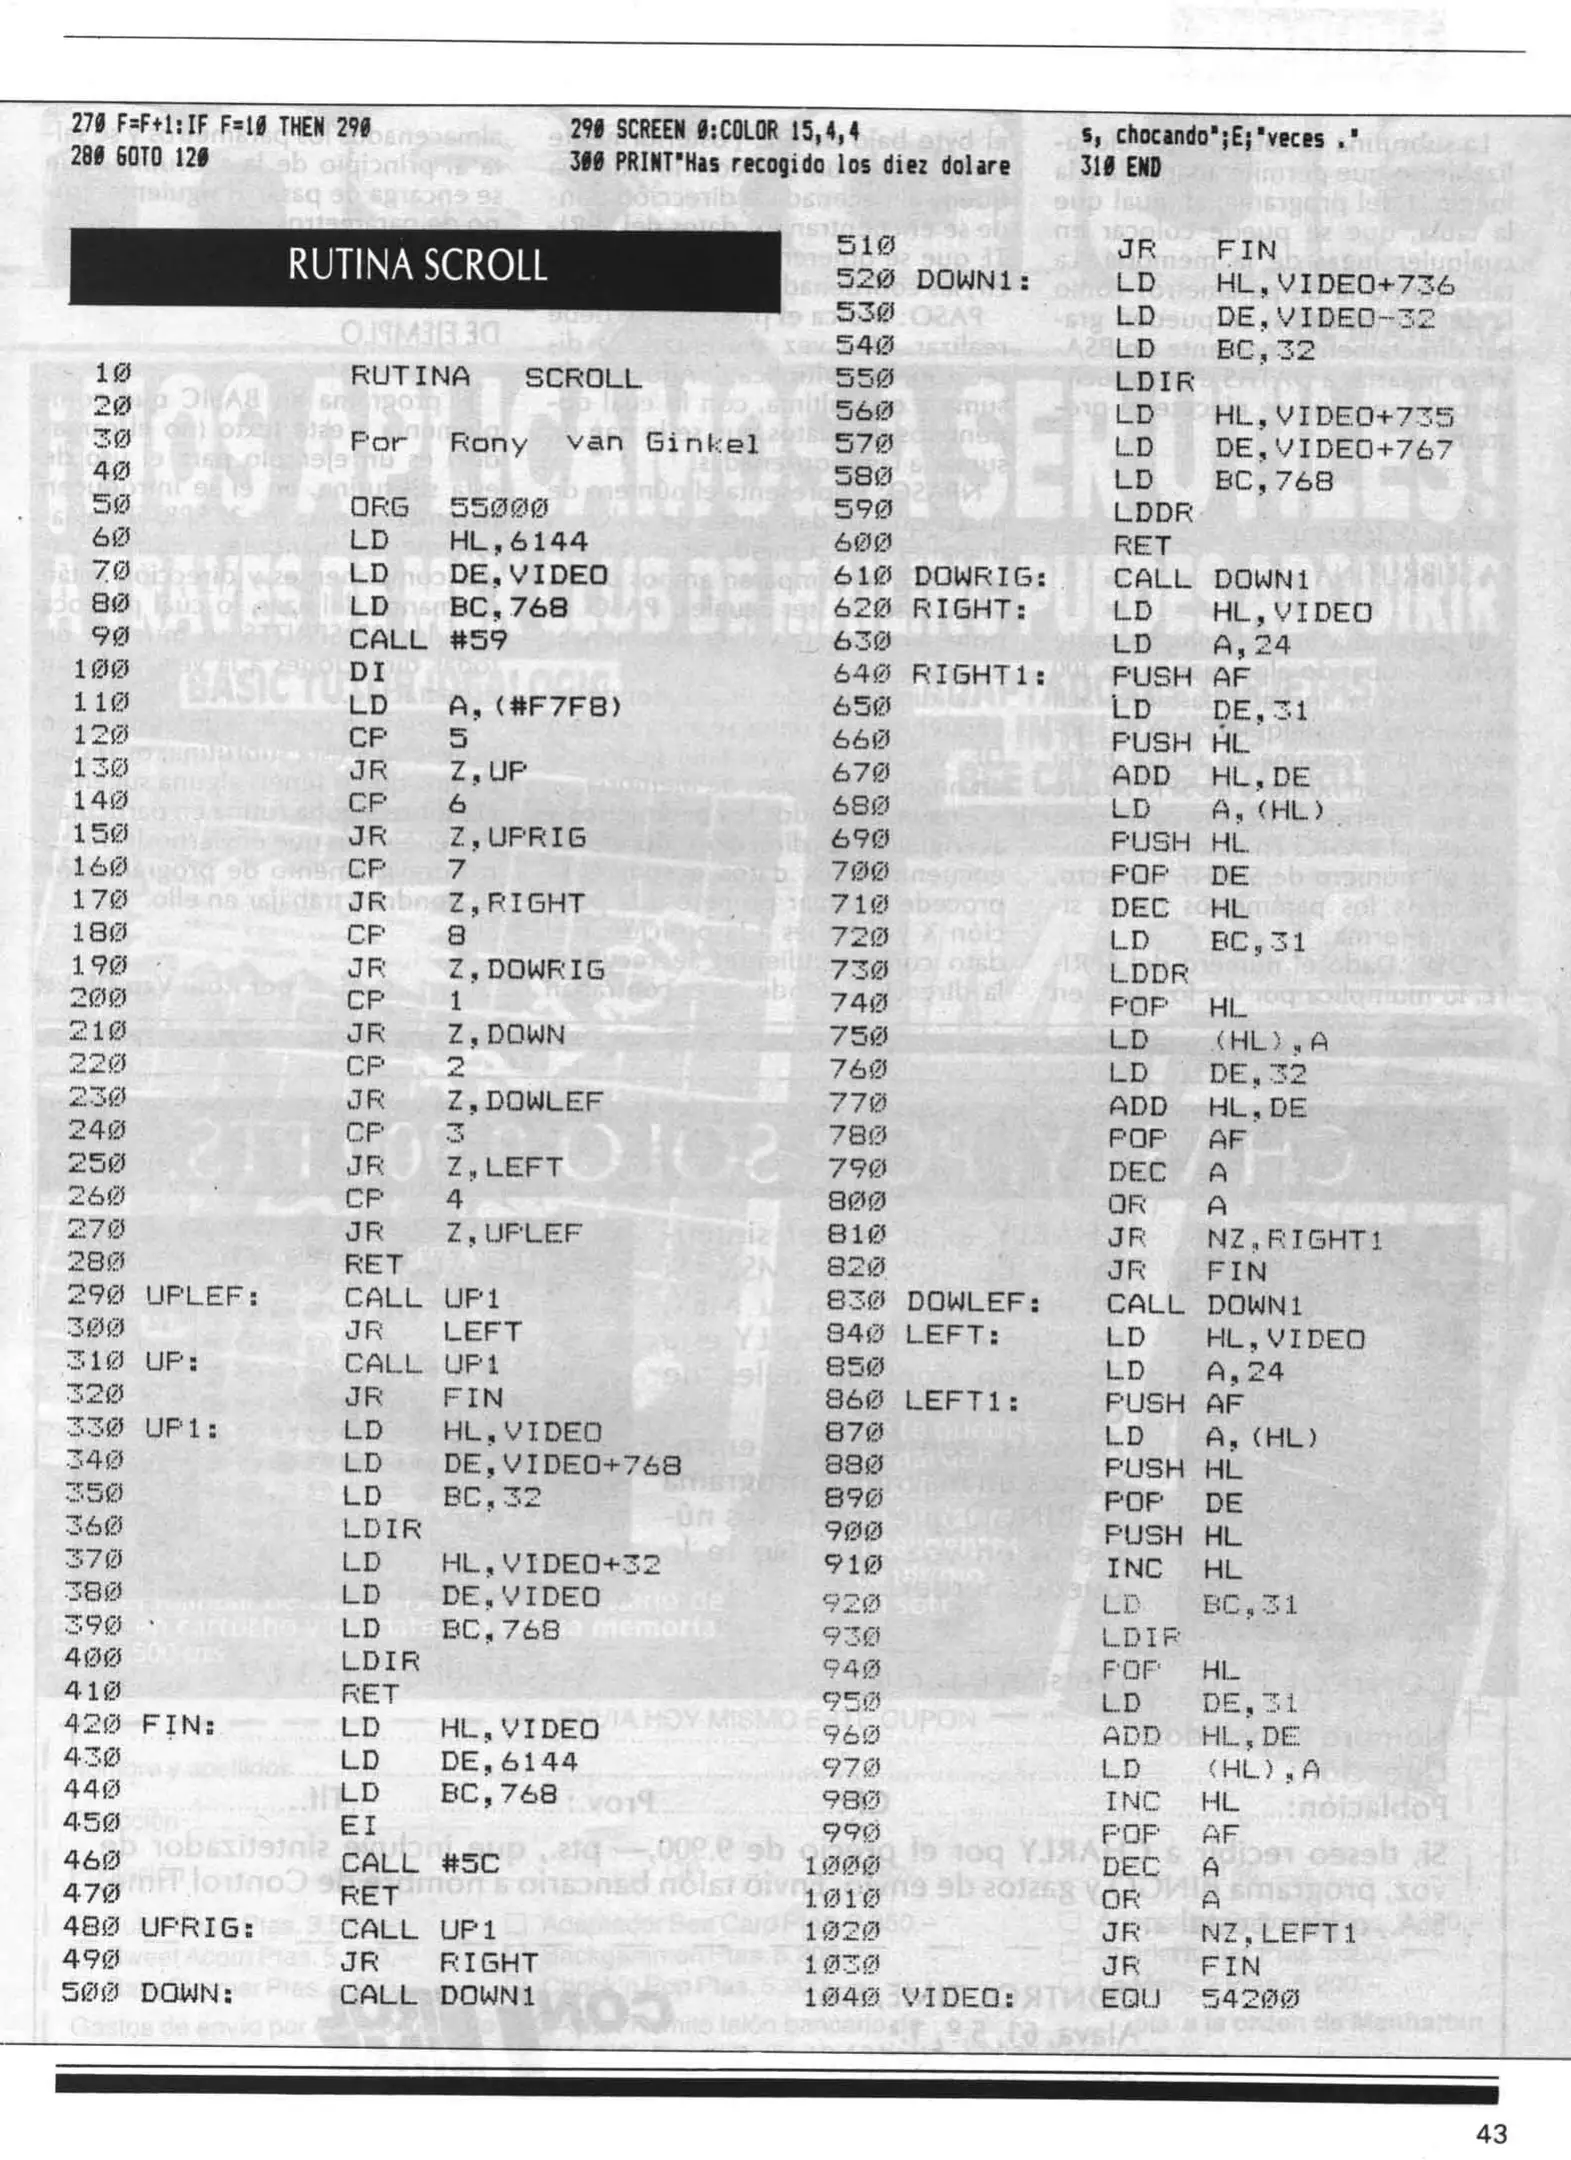 270 F=F+1:IF F=10 THEN 290
280 GOTO 120
290 SCREEN 0:COLOR 15,4,4
300 PRINT"Has recogido los diez dolare
s, chocando";E;"veces ."
310 END
RUTINA SCROLL
10 RUTINA SCROLL
20
30 Por Rony van Ginkel
40
50 ORG 55000
60 LD HL,6144
70 LD DE,VIDEO
80 LD BC,768
90 CALL #59
100 DI
110 LD A,(#F7F8)
120 CP 5
130 JR Z,UP
140 CP 6
150 JR Z,UPRIG
160 CP 7
170 JR Z,RIGHT
180 CP 8
190 JR Z,DOWRIG
200 CP 1
210 JR Z,DOWN
220 CP 2
230 JR Z,DOWLEF
240 CP 3
250 JR Z,LEFT
260 CP 4
270 JR Z,UPLEF
280 RET
290 UPLEF: CALL UP1
300 JR LEFT
310 UP: CALL UP1
320 JR FIN
330 UP1: LD HL,VIDEO
340 LD DE,VIDEO+768
350 LD BC,32
360 LDIR
370 LD HL,VIDEO+32
380 LD DE,VIDEO
390 LD BC,768
400 LDIR
410 RET
420 FIN: LD HL,VIDEO
430 LD DE,6144
440 LD BC,768
450 EI
460 CALL #5C
470 RET
480 UPRIG: CALL UP1
490 JR RIGHT
500 DOWN: CALL DOWN1
510 JR FIN
520 DOWN1: LD HL,VIDEO+736
530 LD DE,VIDEO-32
540 LD BC,32
550 LDIR
560 LD HL,VIDEO+735
570 LD DE,VIDEO+767
580 LD BC,768
590 LDDR
600 RET
610 DOWRIG: CALL DOWN1
620 RIGHT: LD HL,VIDEO
630 LD A,24
640 RIGHT1: PUSH AF
650 LD DE,31
660 PUSH HL
670 ADD HL,DE
680 LD A,(HL)
690 PUSH HL
700 POP DE
710 DEC HL
720 LD BC,31
730 LDDR
740 POP HL
750 LD (HL),A
760 LD DE,32
770 ADD HL,DE
780 POP AF
790 DEC A
800 OR A
810 JR NZ,RIGHT1
820 JR FIN
830 DOWLEF: CALL DOWN1
840 LEFT: LD HL,VIDEO
850 LD A,24
860 LEFT1: PUSH AF
870 LD A,(HL)
880 PUSH HL
890 POP DE
900 PUSH HL
910 INC HL
920 LD BC,31
930 LDIR
940 POP HL
950 LD DE,31
960 ADD HL,DE
970 LD (HL),A
980 INC HL
990 POP AF
1000 DEC A
1010 OR A
1020 JR NZ,LEFT1
1030 JR FIN
1040 VIDEO: EQU 54200
43